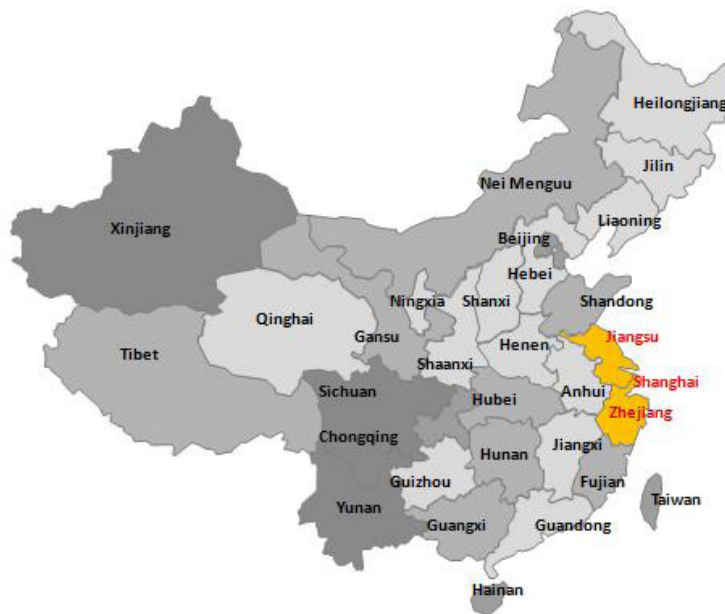 Heilongjiang
Jilin
Nei Menguu
Liaoning
Xinjiang
Beijing
Hebei
Ningxia
Shanxi
Shandong
Qinghai
Gansu
Jiangsu
Henen
Tibet
Shaanxi
Shanghai
Sichuan
Hubei
Anhui
Zhejiang
Chongqing
Hunan
Jiangxi
Guizhou
Fujian
Yunan
Taiwan
Guangxi
Guandong
Hainan